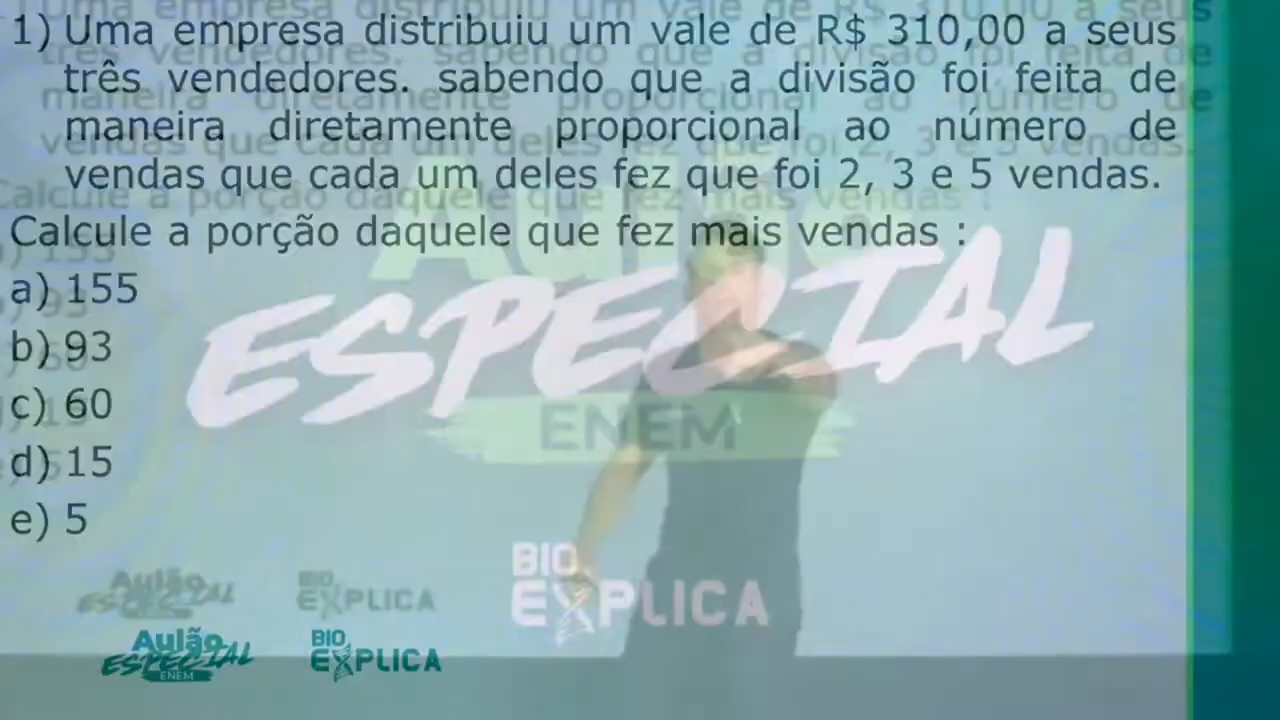 1) Uma empresa distribuiu um vale de R$ 310,00 a seus
três vendedores. sabendo que a divisão foi feita de
maneira diretamente proporcional ao número de
vendas que cada um deles fez que foi 2, 3 e 5 vendas.
Calcule a porção daquele que fez mais vendas :
a) 155
b) 93
c) 60
d) 15
e) 5
Aulão
ESPECIAL
ENEM
BIO
EXPLICA
Aulão
ESPECIAL
BIO
EXPLICA
Aulão
ESPECIAL
ENEM
BIO
EXPLICA